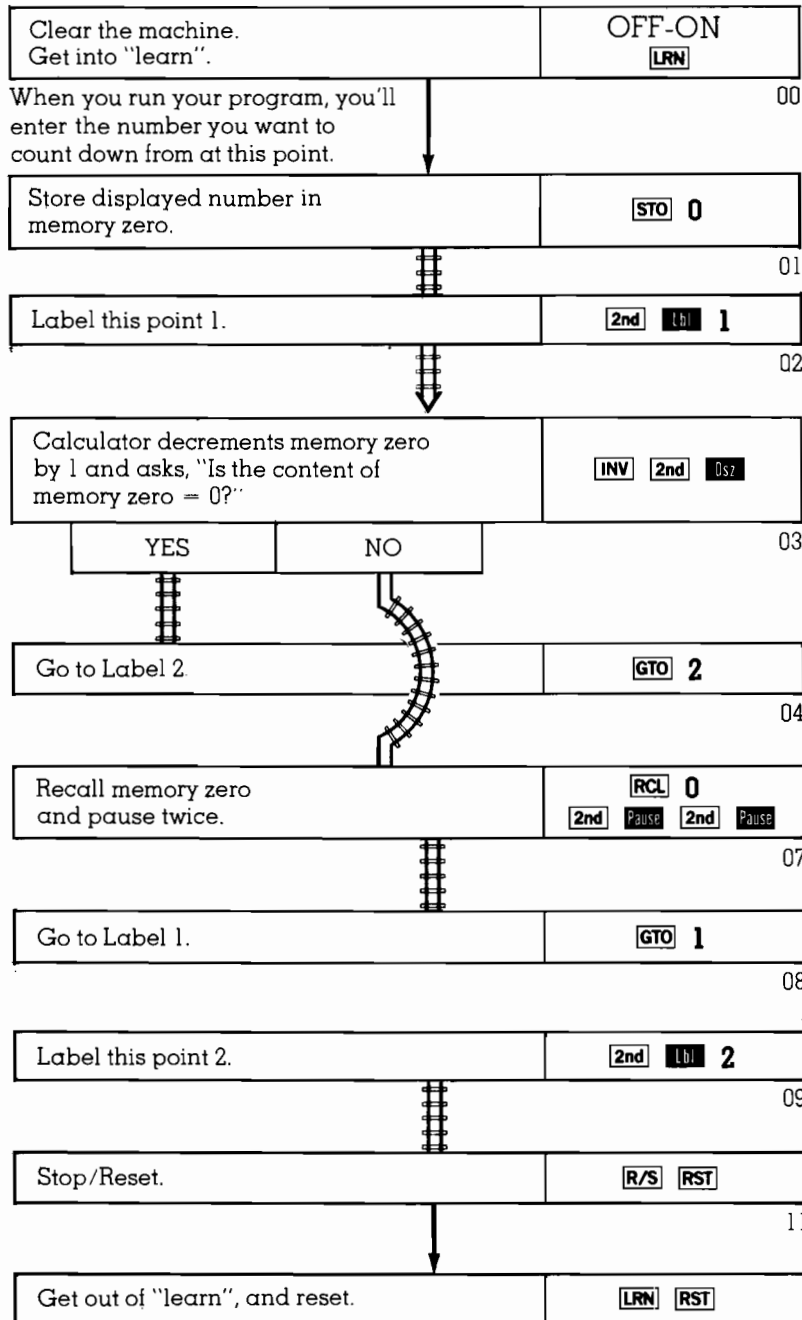 Clear the machine.
Get into "learn".
OFF-ON
LRN
When you run your program, you'll
enter the number you want to
count down from at this point.
00
Store displayed number in
memory zero.
STO 0
01
Label this point 1.
2nd Lbl 1
02
Calculator decrements memory zero
by 1 and asks, "Is the content of
memory zero = 0?"
INV 2nd Dsz
03
YES NO
Go to Label 2.
GTO 2
04
Recall memory zero
and pause twice.
RCL 0
2nd Pause 2nd Pause
07
Go to Label 1.
GTO 1
08
Label this point 2.
2nd Lbl 2
09
Stop/Reset.
R/S RST
11
Get out of "learn", and reset.
LRN RST